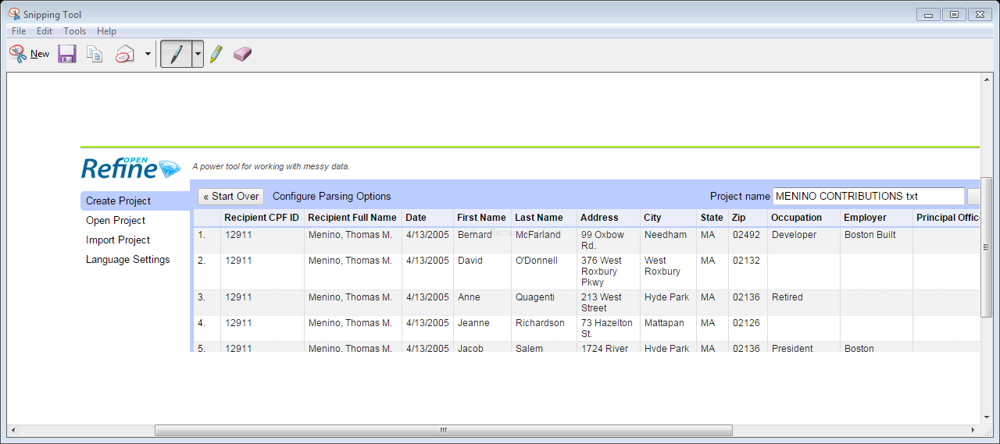 Snipping Tool
File Edit Tools Help
New
OPEN
Refine
A power tool for working with messy data.
Create Project
Open Project
Import Project
Language Settings
« Start Over Configure Parsing Options Project name MENINO CONTRIBUTIONS txt
Recipient CPF ID Recipient Full Name Date First Name Last Name Address City State Zip Occupation Employer Principal Office
1. 12911 Menino, Thomas M. 4/13/2005 Bernard McFarland 99 Oxbow Needham MA 02492 Developer Boston Built
Rd.
2. 12911 Menino, Thomas M. 4/13/2005 David O'Donnell 376 West West MA 02132
Roxbury Roxbury
Pkwy
3. 12911 Menino, Thomas M. 4/13/2005 Anne Quagenti 213 West Hyde Park MA 02136 Retired
Street
4. 12911 Menino, Thomas M. 4/13/2005 Jeanne Richardson 73 Hazelton Mattapan MA 02126
St.
5. 12911 Menino, Thomas M. 4/13/2005 Jacob Salem 1724 River Hyde Park MA 02136 President Boston